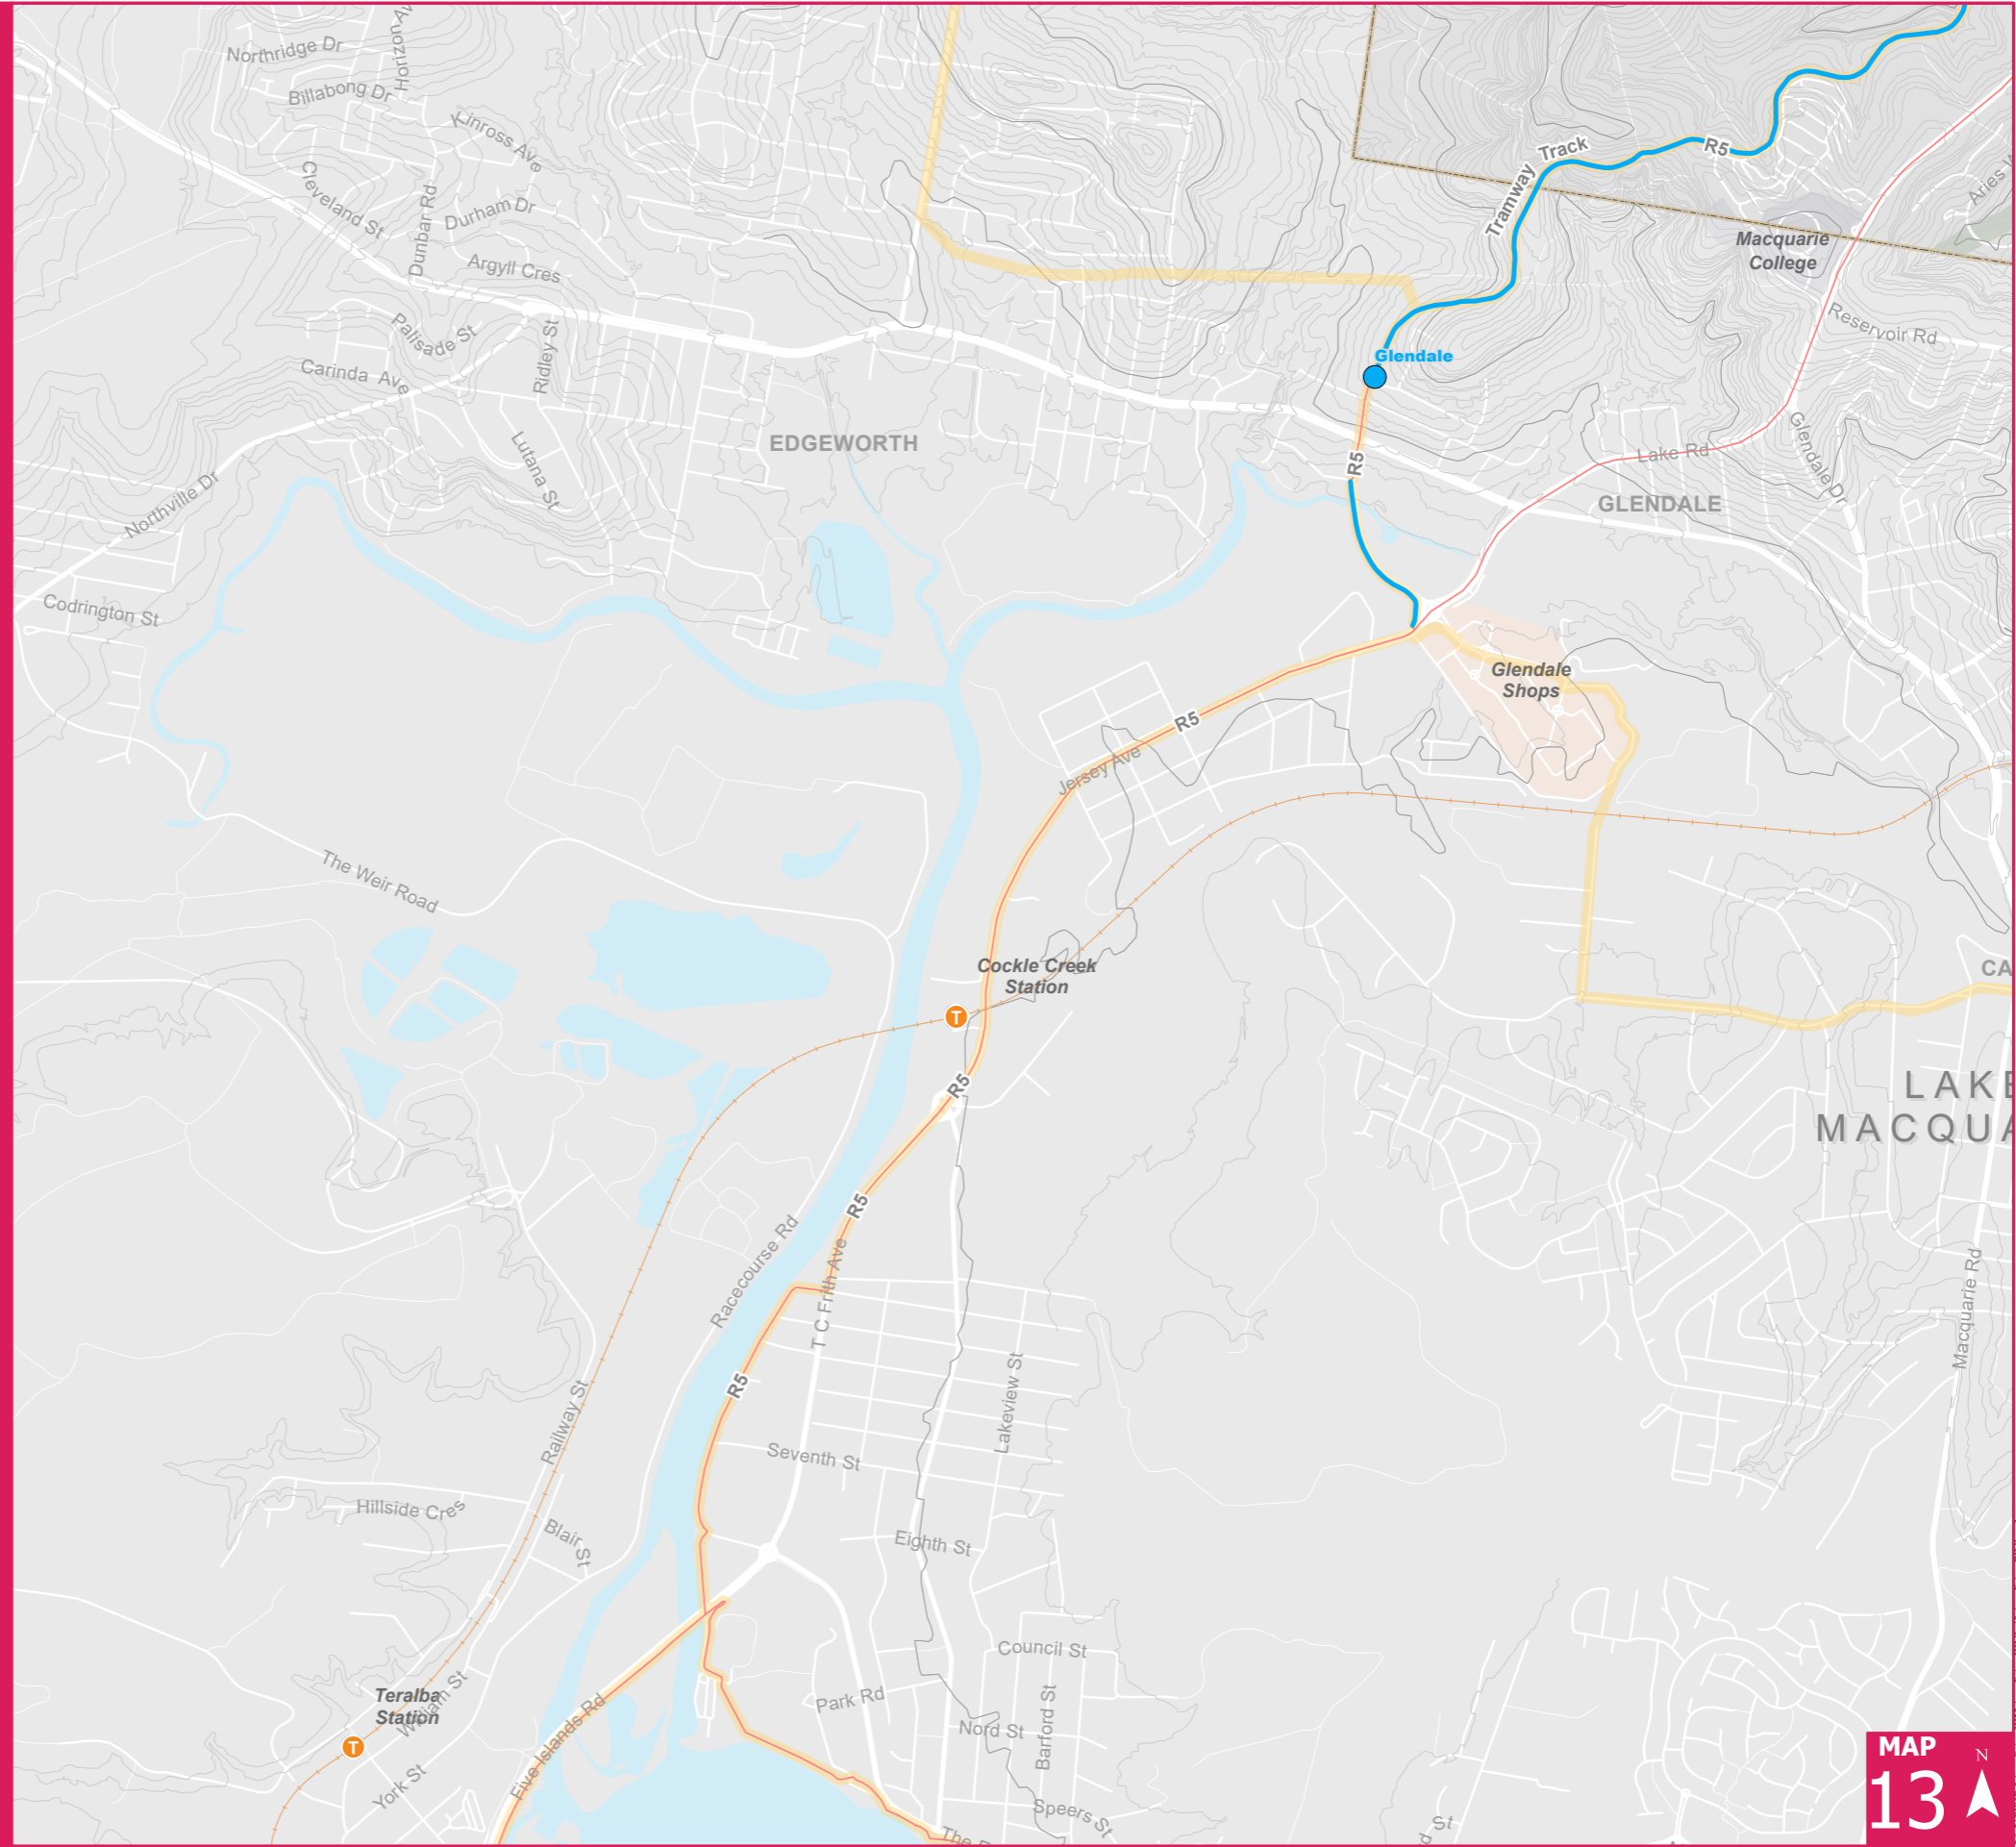 Northridge Dr
Horizon Av
Billabong Dr
Kinross Ave
Cleveland St
Dunbar Rd
Durham Dr
Argyll Cres
Tramway Track
R5
Aries
Macquarie
College
Reservoir Rd
Palisade St
Ridley St
Carinda Ave
Glendale
Lutana St
EDGEWORTH
R5
Lake Rd
Glendale Dr
GLENDALE
Northville Dr
Codrington St
Glendale
Shops
R5
Jersey Ave
The Weir Road
Cockle Creek
Station
CA
T
R5
LAKE
MACQUA
R5
Racecourse Rd
T C Frith Ave
Macquarie Rd
R5
Lakeview St
Railway St
Seventh St
Hillside Cres
Blair St
Eighth St
Council St
Teralba
Station
William St
Park Rd
Barford St
Nord St
T
Five Islands Rd
York St
Speers St
The
d St
MAP
13
N